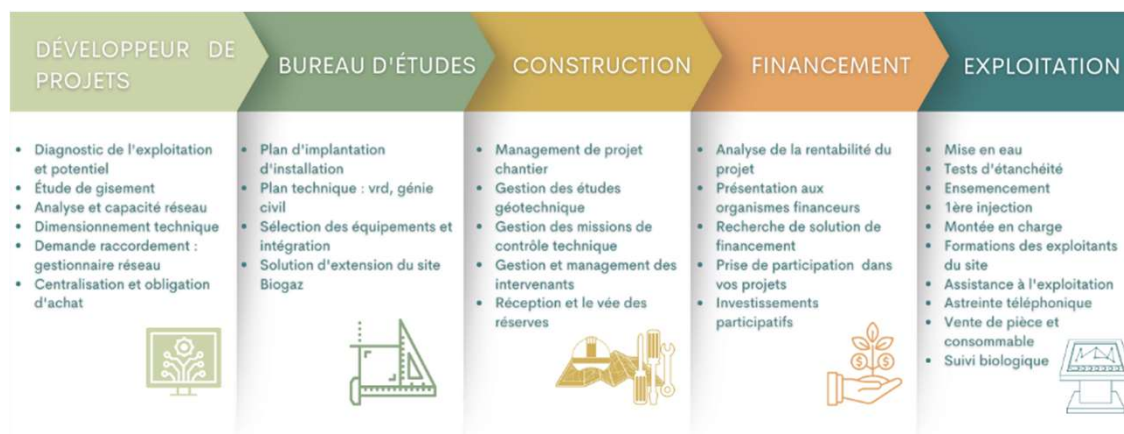 DÉVELOPPEUR DE
PROJETS
• Diagnostic de l'exploitation
et potentiel
• Étude de gisement
• Analyse et capacité réseau
• Dimensionnement technique
• Demande raccordement :
gestionnaire réseau
• Centralisation et obligation
d'achat
BUREAU D'ÉTUDES
• Plan d'implantation
d'installation
• Plan technique : vrd, génie
civil
• Sélection des équipements et
intégration
• Solution d'extension du site
Biogaz
CONSTRUCTION
• Management de projet
chantier
• Gestion des études
géotechnique
• Gestion des missions de
contrôle technique
• Gestion et management des
intervenants
• Réception et le vée des
réserves
FINANCEMENT
• Analyse de la rentabilité du
projet
• Présentation aux
organismes financeurs
• Recherche de solution de
financement
• Prise de participation dans
vos projets
• Investissements
participatifs
EXPLOITATION
• Mise en eau
• Tests d'étanchéité
• Ensemencement
• 1ère injection
• Montée en charge
• Formations des exploitants
du site
• Assistance à l'exploitation
• Astreinte téléphonique
• Vente de pièce et
consommable
• Suivi biologique